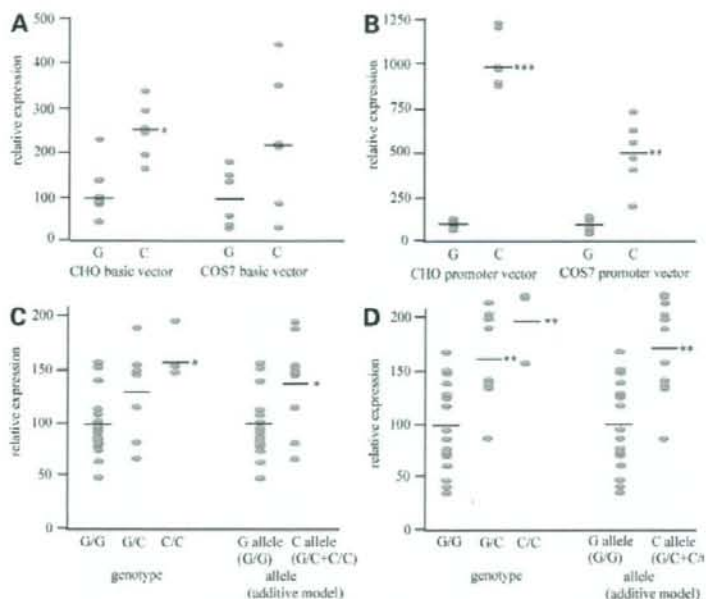 A
relative expression
500
400
300
200
100
0
*
G C G C
CHO basic vector COS7 basic vector
B
relative expression
1250
1000
750
500
250
0
***
**
G C G C
CHO promoter vector COS7 promoter vector
C
relative expression
200
150
100
50
0
*
*
G/G G/C C/C G allele C allele
(G/G) (G/C+C/C)
genotype allele
(additive model)
D
relative expression
200
150
100
50
0
**
**
**
G/G G/C C/C G allele C allele
(G/G) (G/C+C/
genotype allele
(additive model)